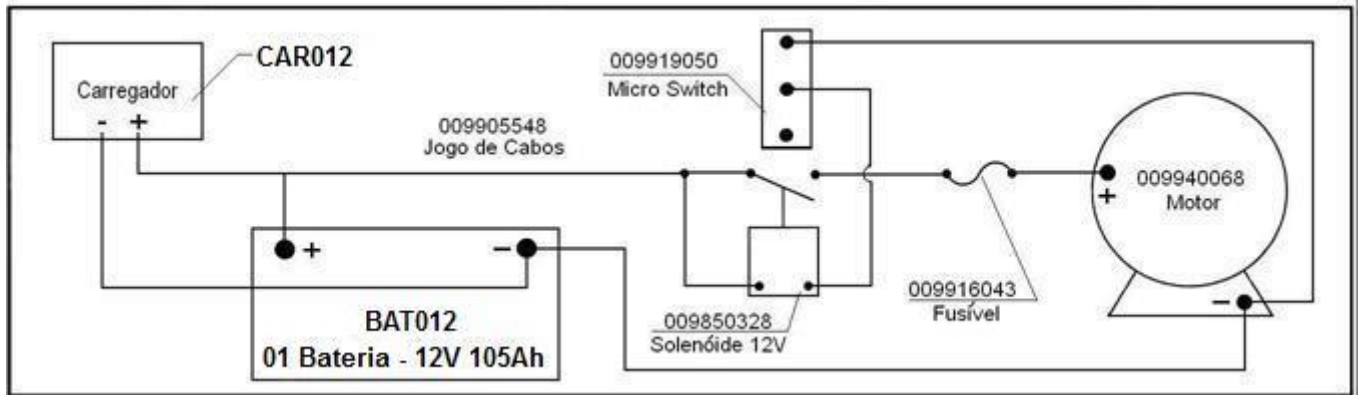 CAR012
Carregador
- +
009905548
Jogo de Cabos
009919050
Micro Switch
009940068
Motor
+
-
+ -
BAT012
01 Bateria - 12V 105Ah
009850328
Solenóide 12V
009916043
Fusível